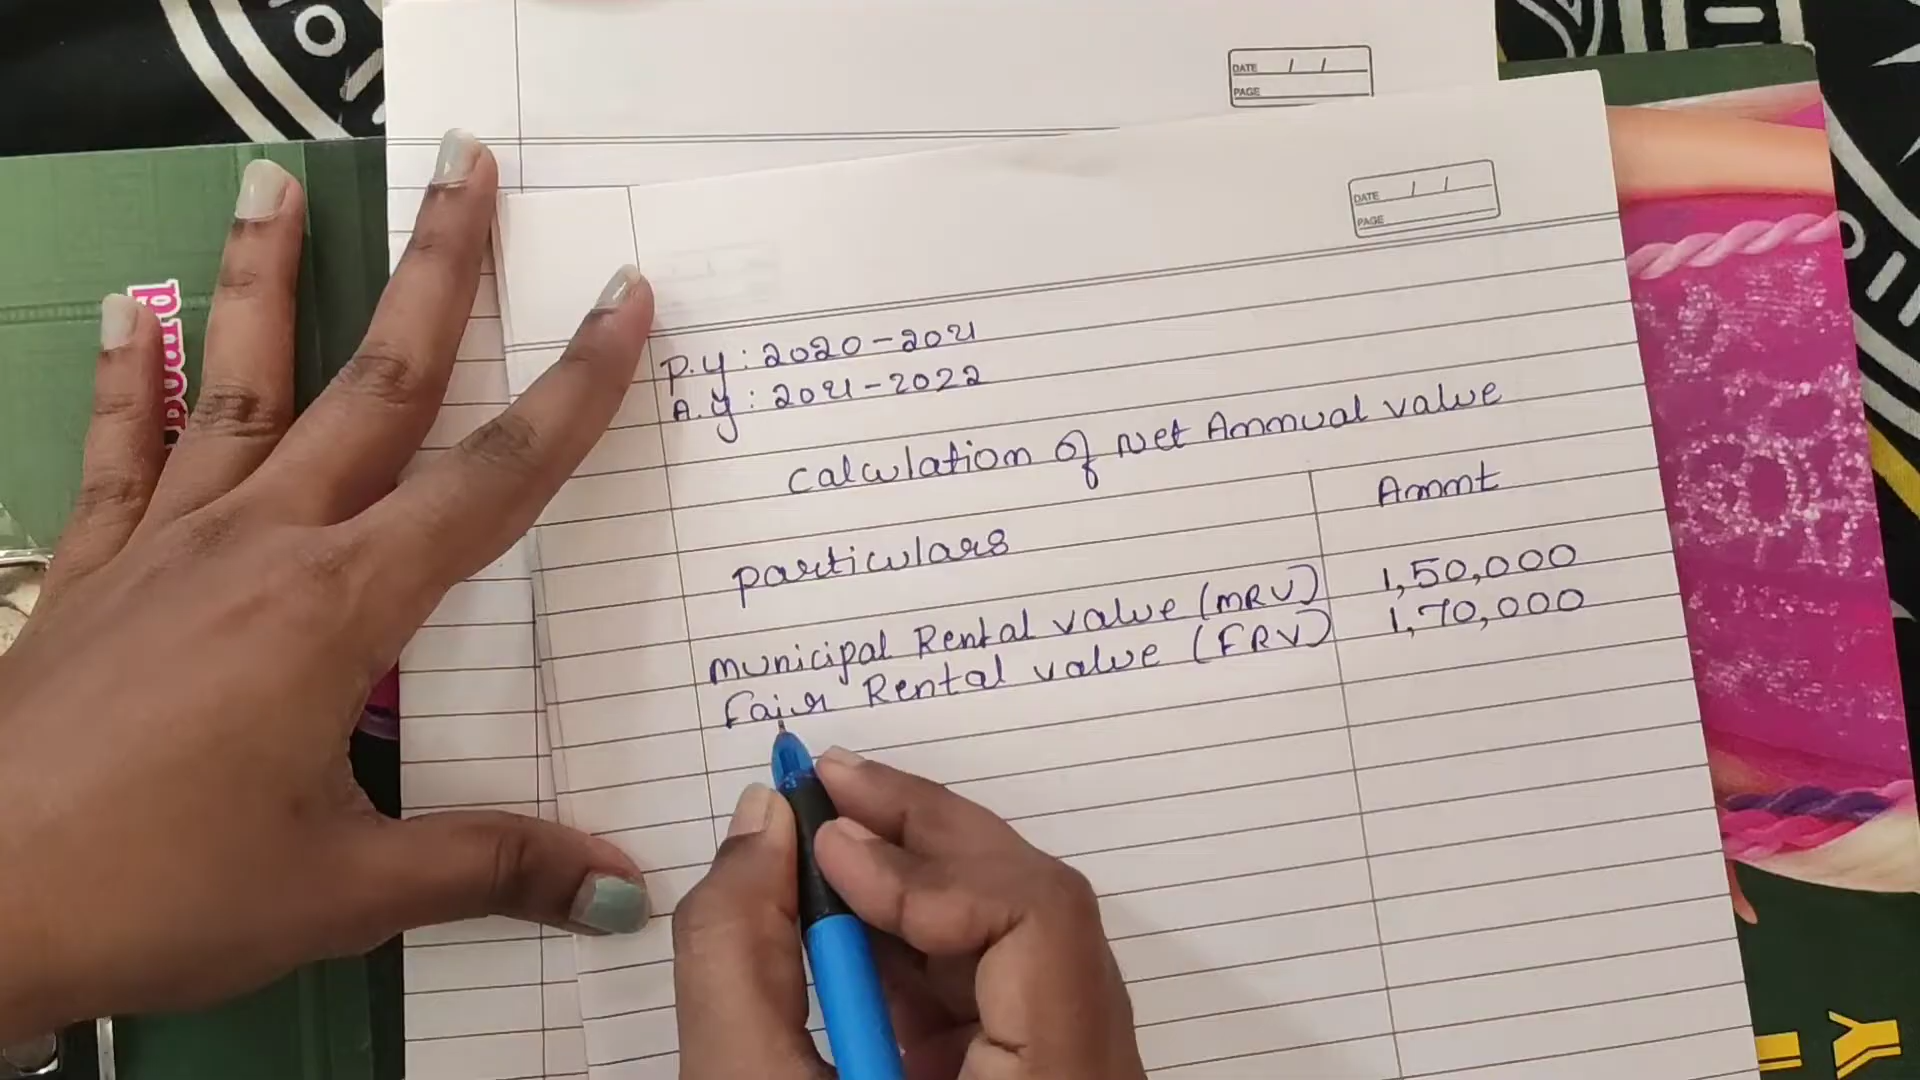 DATE / /
PAGE
DATE / /
PAGE
P.Y : 2020-2021
A.Y : 2021-2022
Calculation of Net Annual value
Particulars Amnt
Municipal Rental value (MRV) 1,50,000
Fair Rental value (FRV) 1,70,000
Y